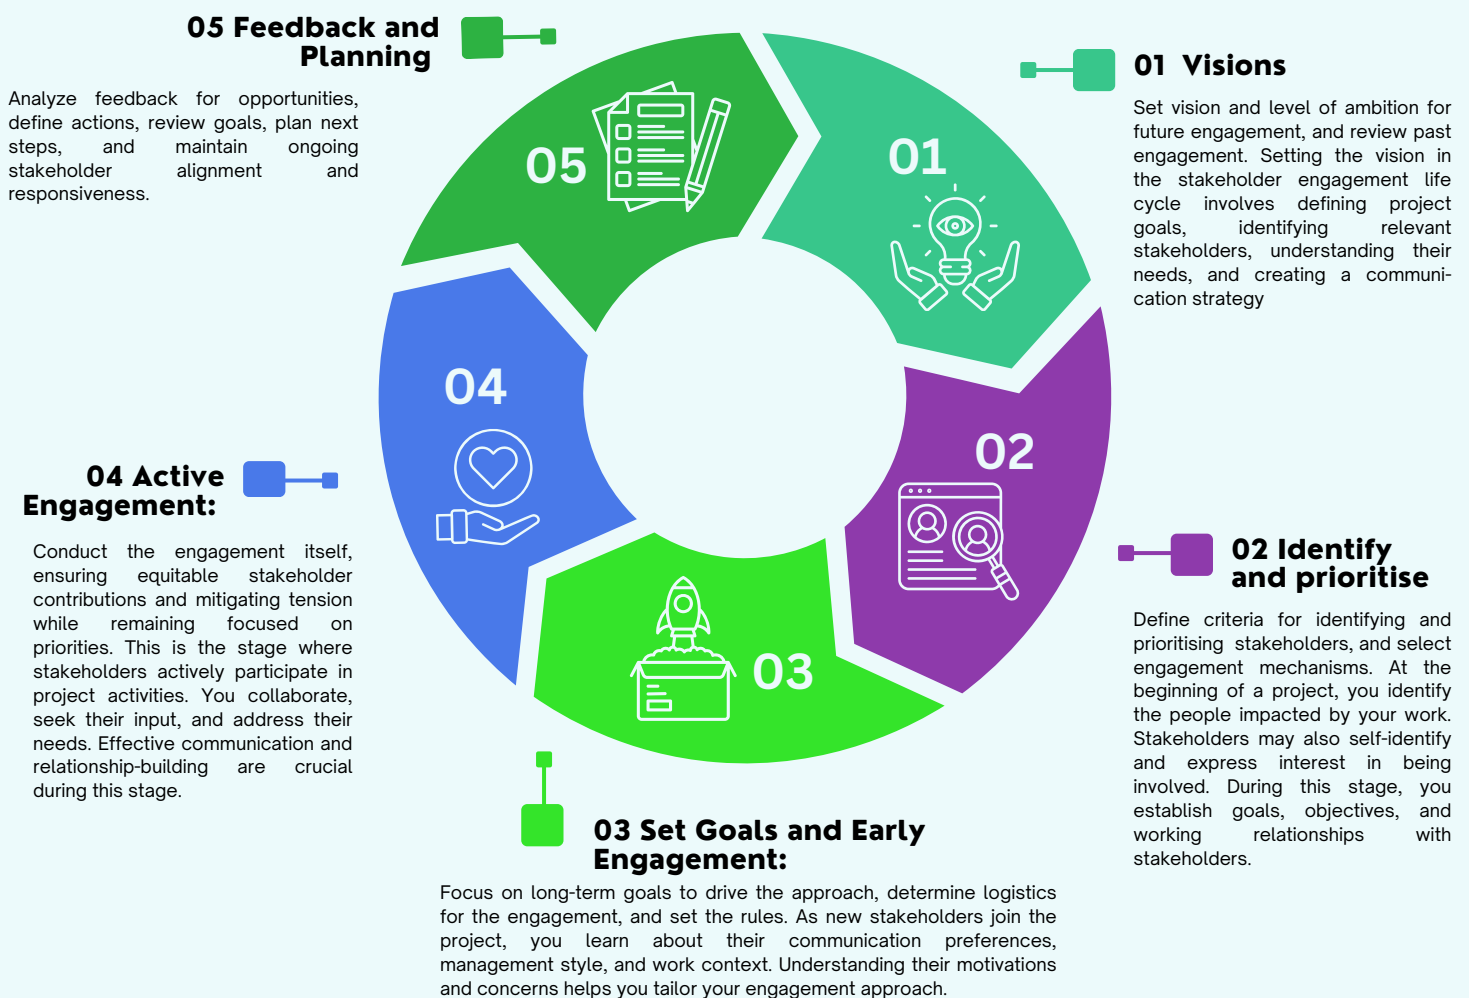 05 Feedback and
Planning
Analyze feedback for opportunities,
define actions, review goals, plan next
steps, and maintain ongoing
stakeholder alignment and
responsiveness.
01 Visions
Set vision and level of ambition for
future engagement, and review past
engagement. Setting the vision in
the stakeholder engagement life
cycle involves defining project
goals, identifying relevant
stakeholders, understanding their
needs, and creating a communi-
cation strategy
05
01
04
02
03
04 Active
Engagement:
Conduct the engagement itself,
ensuring equitable stakeholder
contributions and mitigating tension
while remaining focused on
priorities. This is the stage where
stakeholders actively participate in
project activities. You collaborate,
seek their input, and address their
needs. Effective communication and
relationship-building are crucial
during this stage.
02 Identify
and prioritise
Define criteria for identifying and
prioritising stakeholders, and select
engagement mechanisms. At the
beginning of a project, you identify
the people impacted by your work.
Stakeholders may also self-identify
and express interest in being
involved. During this stage, you
establish goals, objectives, and
working relationships with
stakeholders.
03 Set Goals and Early
Engagement:
Focus on long-term goals to drive the approach, determine logistics
for the engagement, and set the rules. As new stakeholders join the
project, you learn about their communication preferences,
management style, and work context. Understanding their motivations
and concerns helps you tailor your engagement approach.